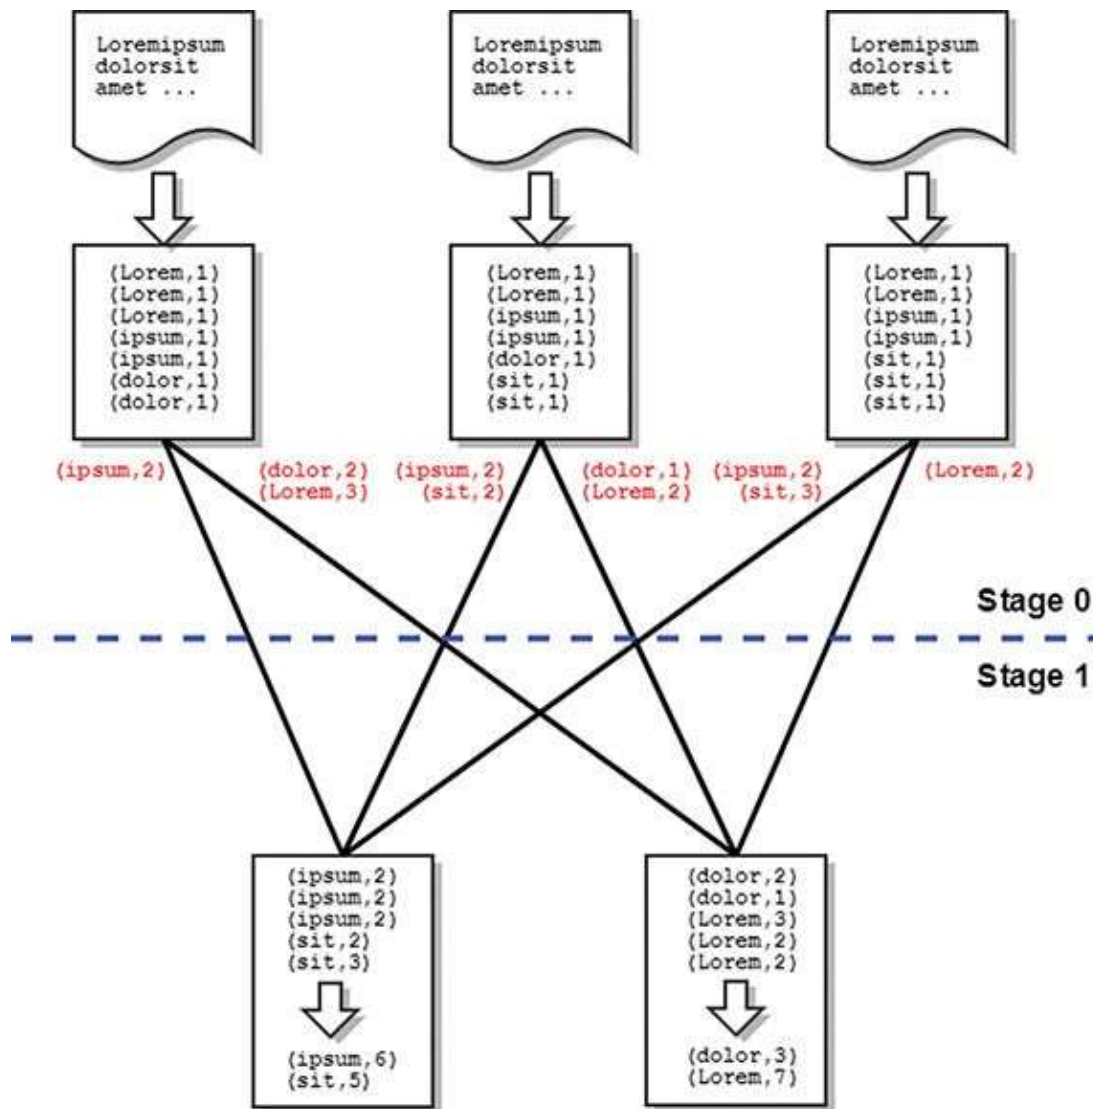 Loremipsum
dolorsit
amet ...
Loremipsum
dolorsit
amet ...
Loremipsum
dolorsit
amet ...
(Lorem,1)
(Lorem,1)
(Lorem,1)
(ipsum,1)
(ipsum,1)
(dolor,1)
(dolor,1)
(Lorem,1)
(Lorem,1)
(ipsum,1)
(ipsum,1)
(dolor,1)
(sit,1)
(sit,1)
(Lorem,1)
(Lorem,1)
(ipsum,1)
(ipsum,1)
(sit,1)
(sit,1)
(sit,1)
(ipsum,2)
(dolor,2)
(Lorem,3)
(ipsum,2)
(sit,2)
(dolor,1)
(Lorem,2)
(ipsum,2)
(sit,3)
(Lorem,2)
Stage 0
Stage 1
(ipsum,2)
(ipsum,2)
(ipsum,2)
(sit,2)
(sit,3)
(ipsum,6)
(sit,5)
(dolor,2)
(dolor,1)
(Lorem,3)
(Lorem,2)
(Lorem,2)
(dolor,3)
(Lorem,7)